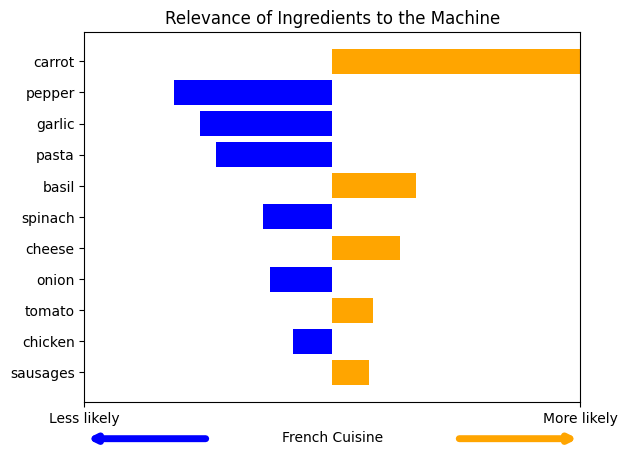 Relevance of Ingredients to the Machine
carrot
pepper
garlic
pasta
basil
spinach
cheese
onion
tomato
chicken
sausages
Less likely
More likely
French Cuisine